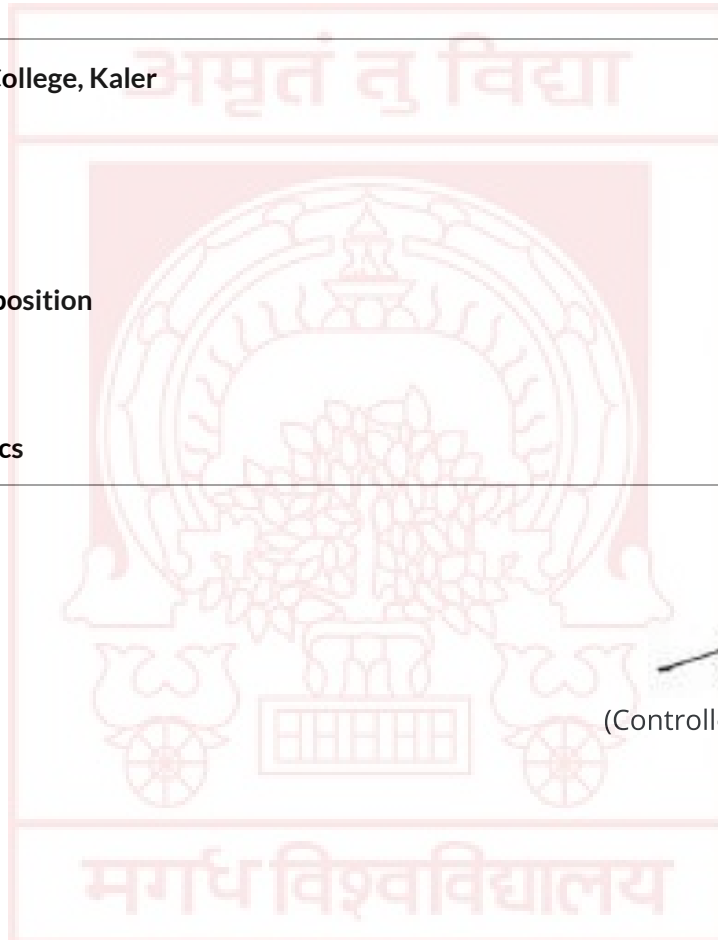 अमृतं तु विद्या
College, Kaler
position
cs
(Controll
मगध विश्वविद्यालय